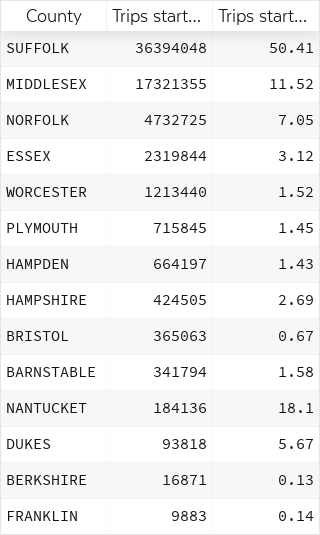 County Trips start... Trips start...
SUFFOLK 36394048 50.41
MIDDLESEX 17321355 11.52
NORFOLK 4732725 7.05
ESSEX 2319844 3.12
WORCESTER 1213440 1.52
PLYMOUTH 715845 1.45
HAMPDEN 664197 1.43
HAMPSHIRE 424505 2.69
BRISTOL 365063 0.67
BARNSTABLE 341794 1.58
NANTUCKET 184136 18.1
DUKES 93818 5.67
BERKSHIRE 16871 0.13
FRANKLIN 9883 0.14